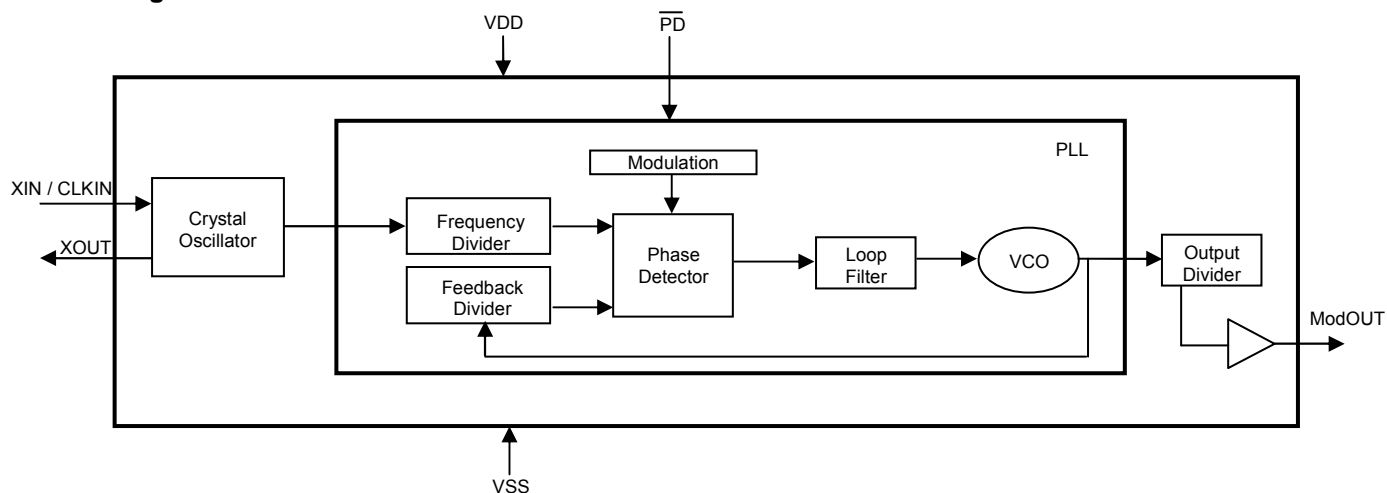 VDD
PD
PLL
Modulation
XIN / CLKIN
XOUT
Crystal
Oscillator
Frequency
Divider
Feedback
Divider
Phase
Detector
Loop
Filter
VCO
Output
Divider
ModOUT
VSS